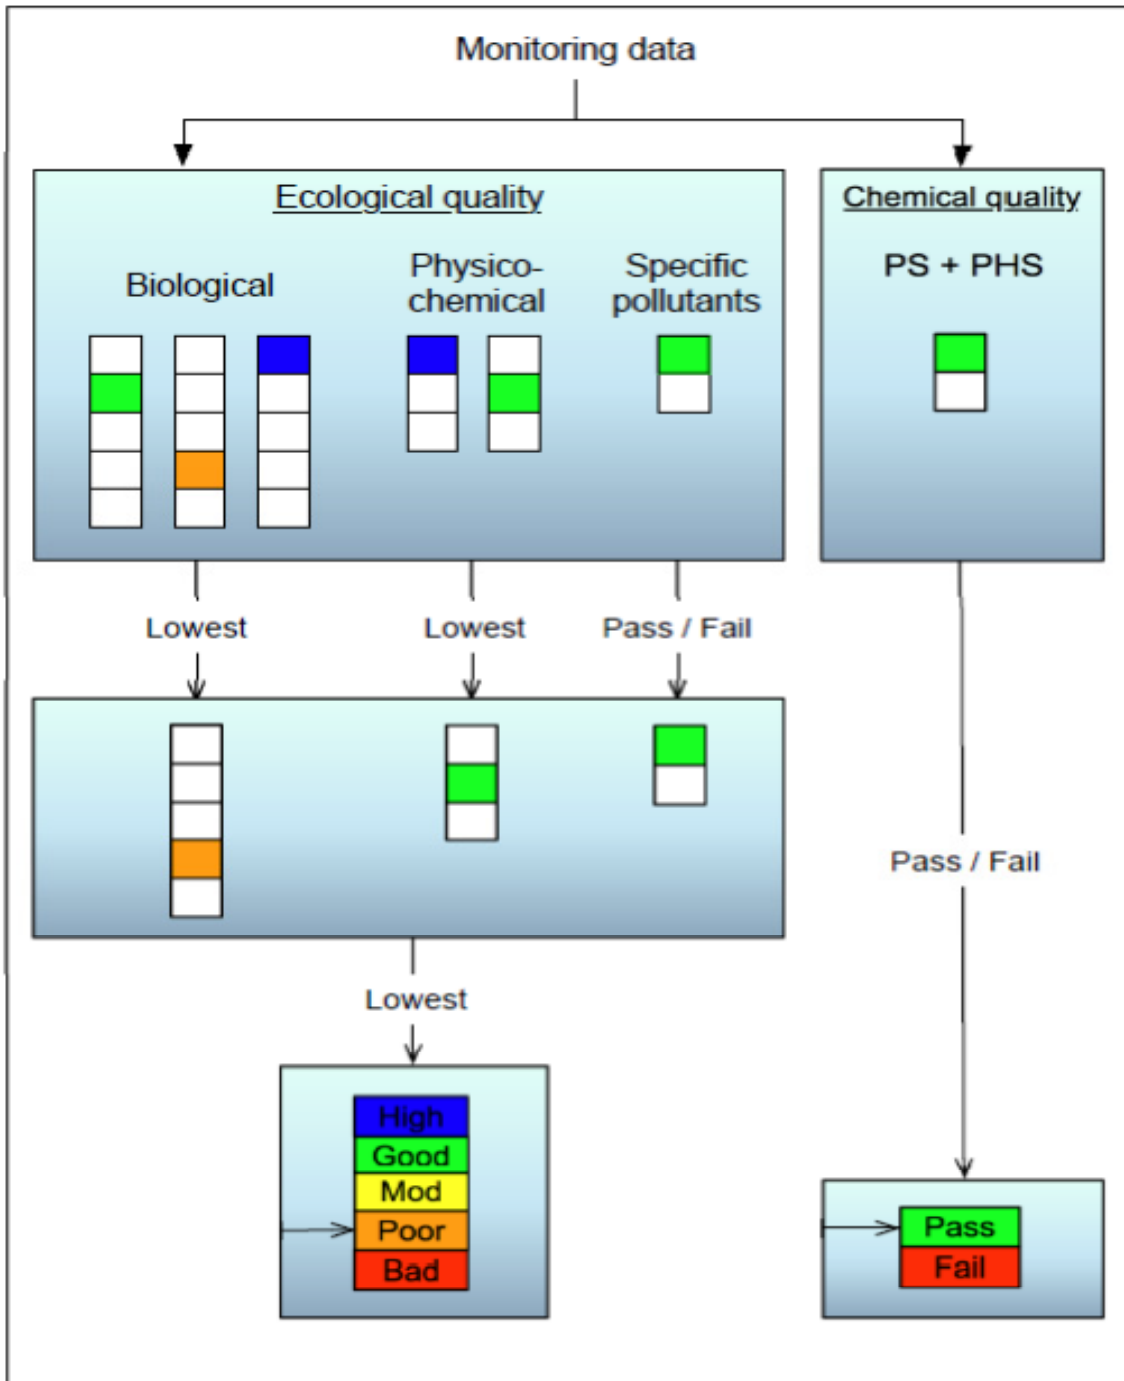 Monitoring data
Ecological quality
Biological
Physico-
chemical
Specific
pollutants
Chemical quality
PS + PHS
Lowest
Lowest
Pass / Fail
Pass / Fail
Lowest
High
Good
Mod
Poor
Bad
Pass
Fail